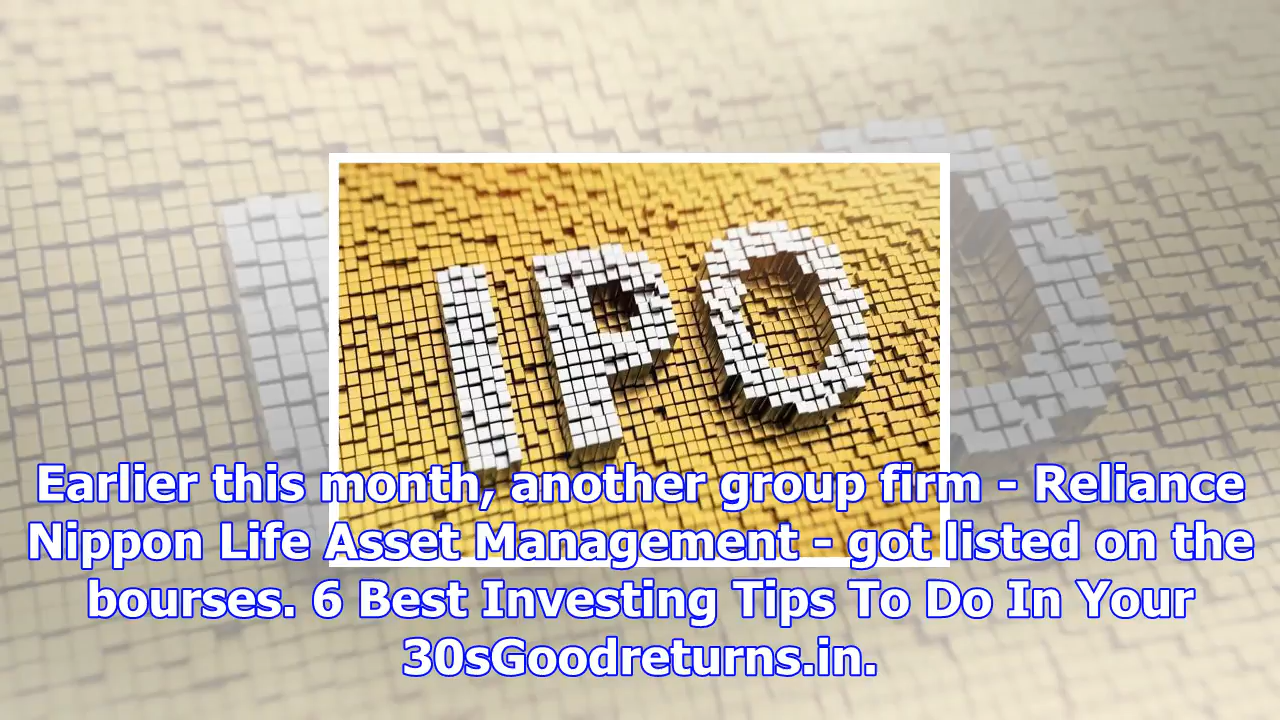 IPO
Earlier this month, another group firm - Reliance
Nippon Life Asset Management - got listed on the
bourses. 6 Best Investing Tips To Do In Your
30sGoodreturns.in.